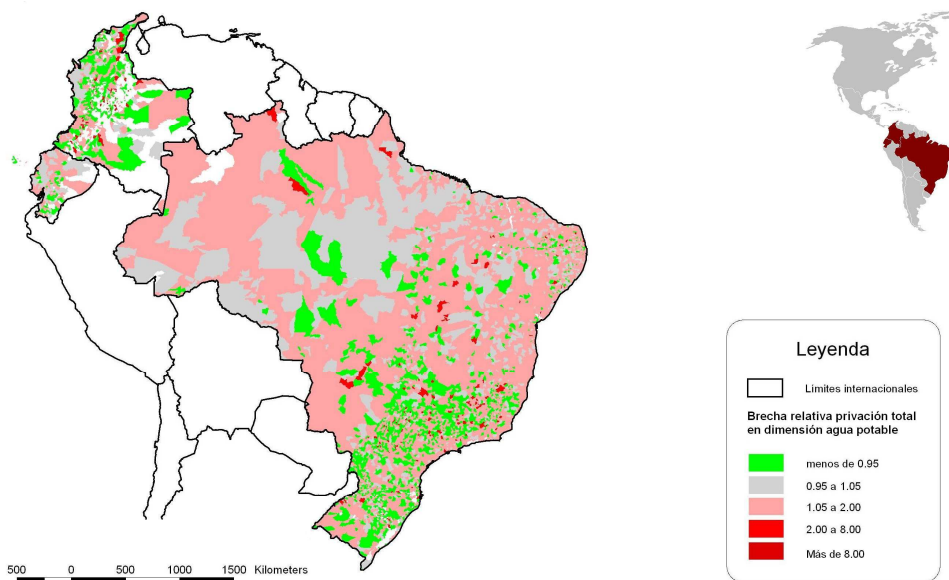 Leyenda
Limites internacionales
Brecha relativa privación total
en dimensión agua potable
menos de 0.95
0.95 a 1.05
1.05 a 2.00
2.00 a 8.00
Más de 8.00
500 0 500 1000 1500 Kilometers